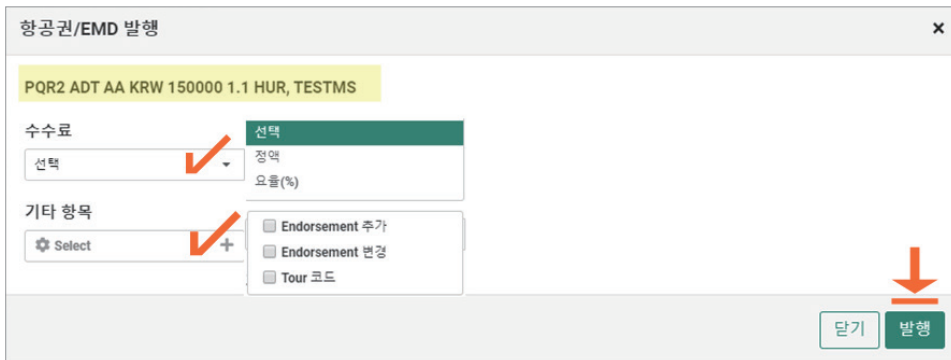 항공권/EMD 발행
PQR2 ADT AA KRW 150000 1.1 HUR, TESTMS
수수료
선택
선택
정액
요율(%)
기타 항목
Select
Endorsement 추가
Endorsement 변경
Tour 코드
닫기
발행